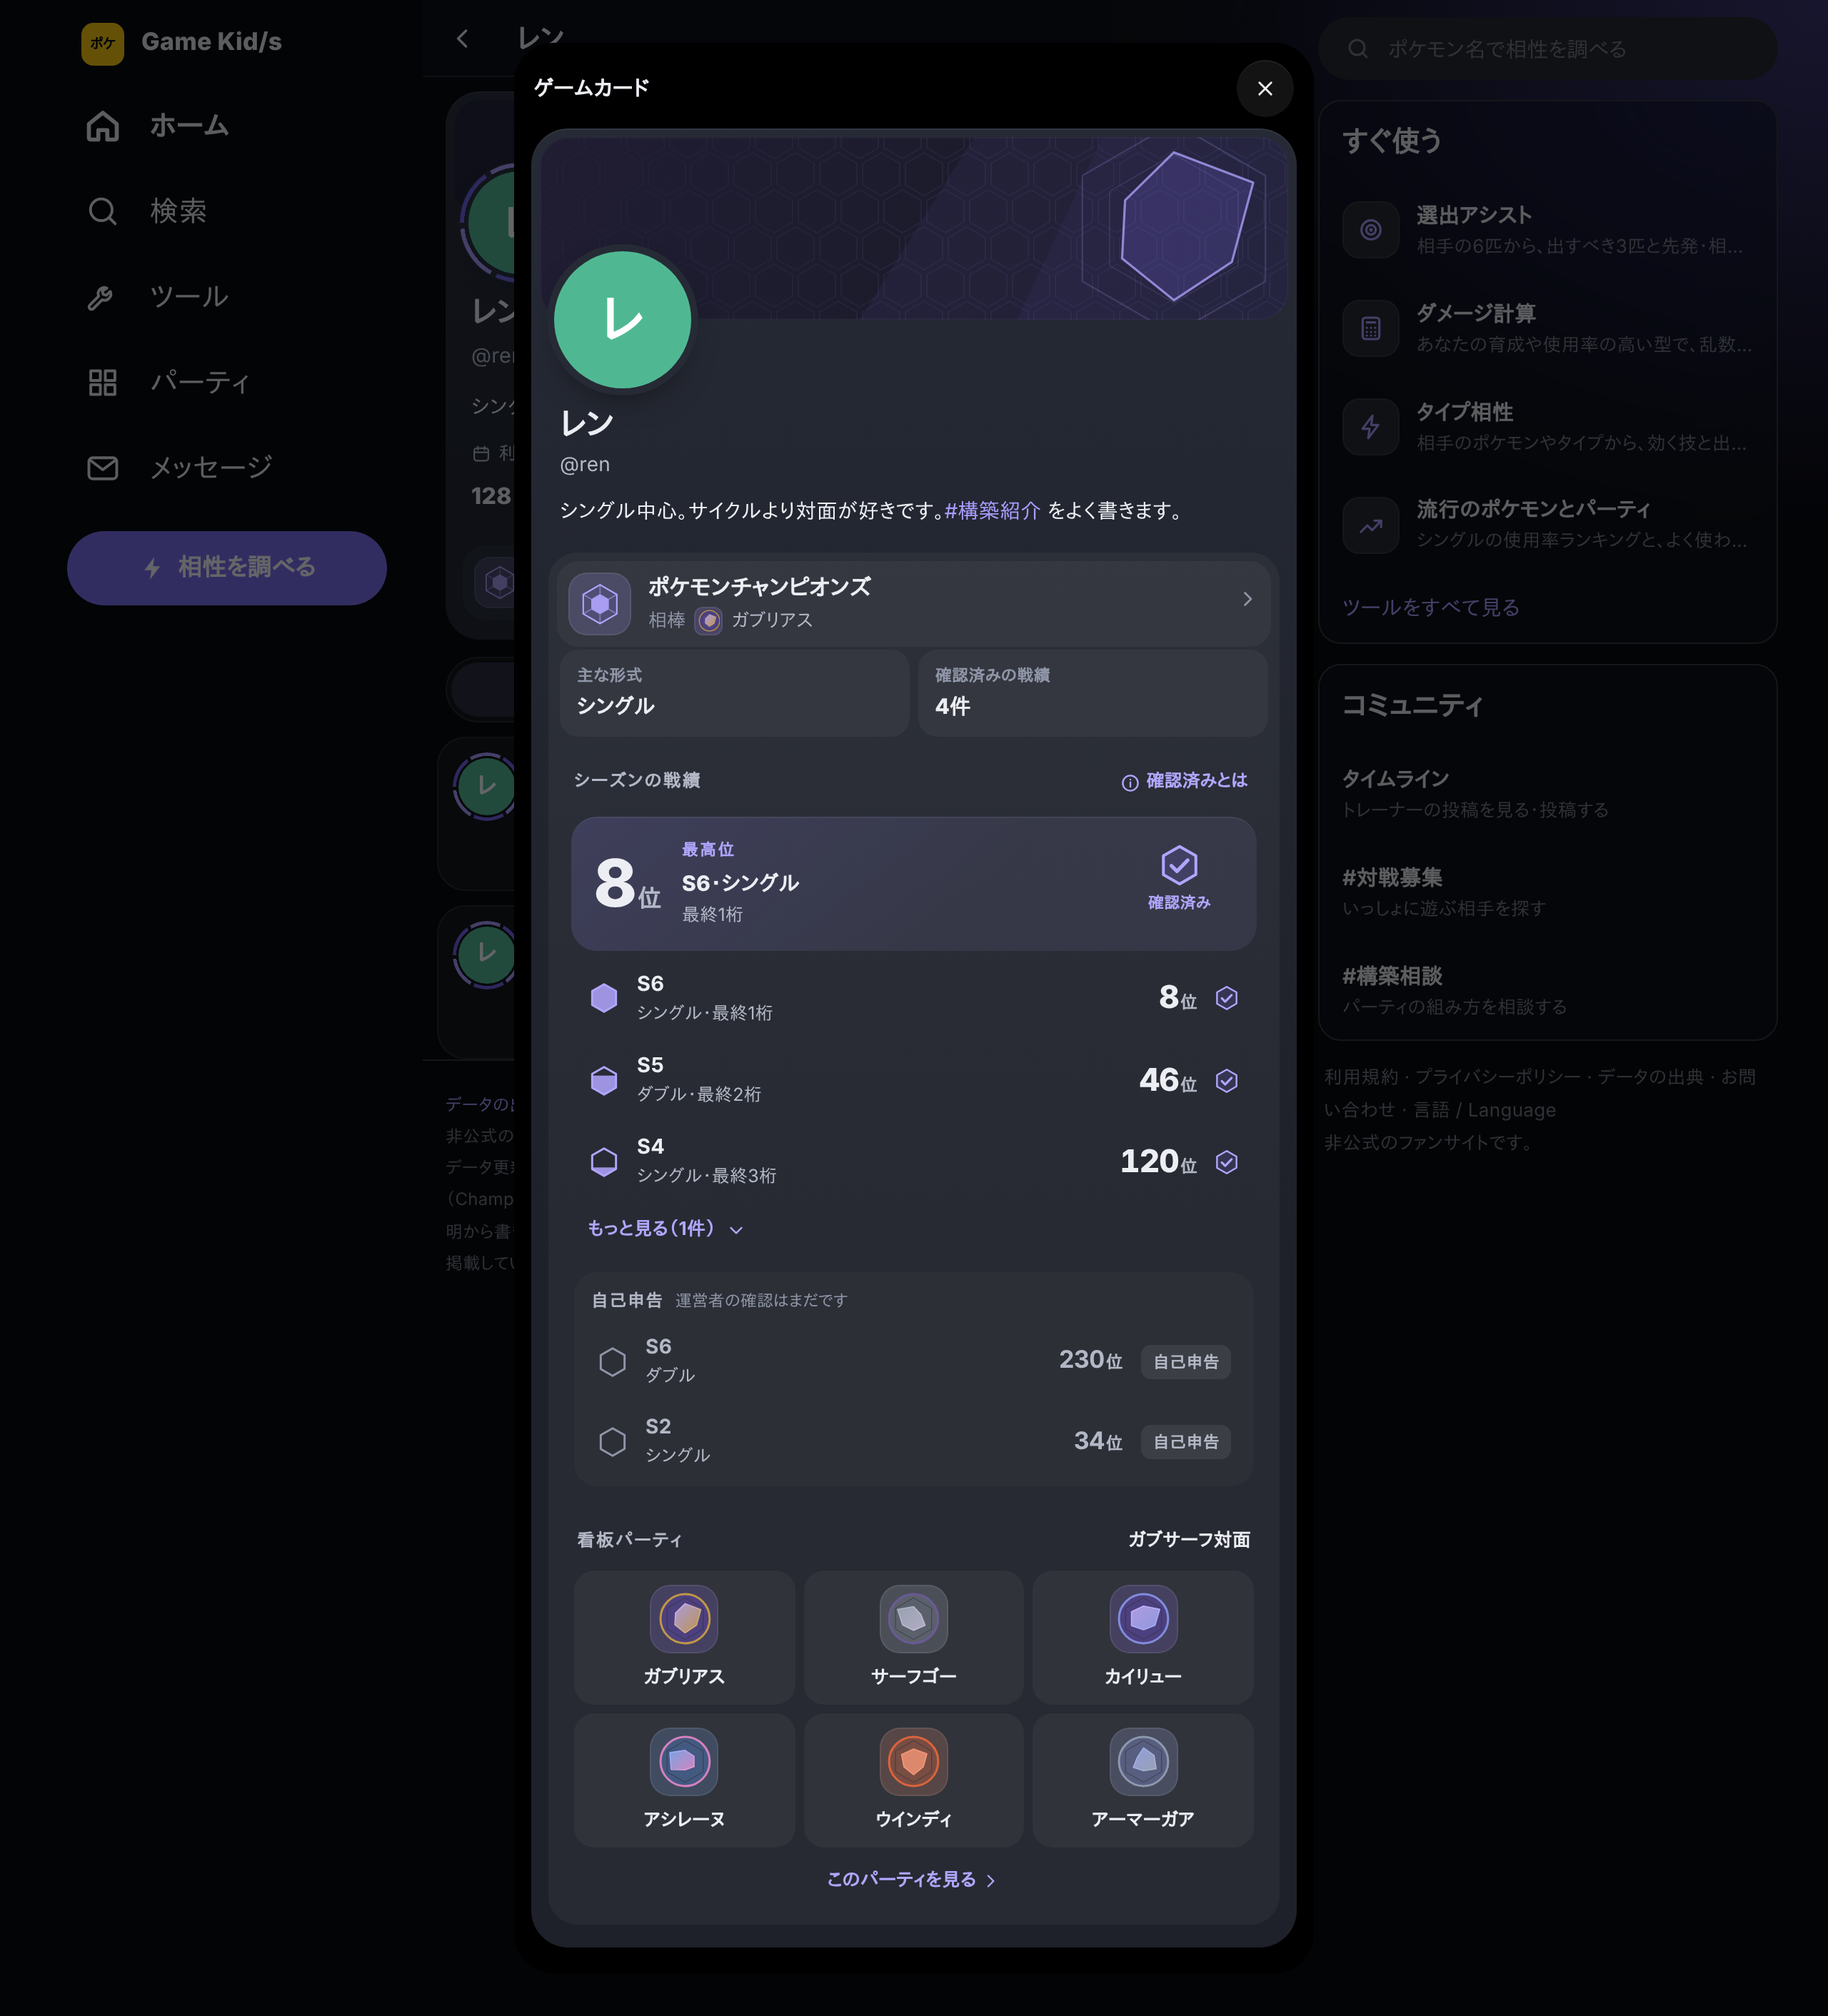 ポケ
Game Kid/s
ホーム
検索
ツール
パーティ
メッセージ
相性を調べる
レン
レン
@ren
128
データの
非公式の
データ更
(Champ
明から書
掲載してい
ゲームカード
レ
レン
@ren
シングル中心。サイクルより対面が好きです。#構築紹介 をよく書きます。
ポケモンチャンピオンズ
相棒 ガブリアス
主な形式
シングル
確認済みの戦績
4件
シーズンの戦績
確認済みとは
8位
最高位
S6・シングル
最終1桁
確認済み
S6
シングル・最終1桁
8位
S5
ダブル・最終2桁
46位
S4
シングル・最終3桁
120位
もっと見る(1件)
自己申告 運営者の確認はまだです
S6
ダブル
230位 自己申告
S2
シングル
34位 自己申告
看板パーティ
ガブサーフ対面
ガブリアス
サーフゴー
カイリュー
アシレーヌ
ウインディ
アーマーガア
このパーティを見る
ポケモン名で相性を調べる
すぐ使う
選出アシスト
相手の6匹から、出すべき3匹と先発・相…
ダメージ計算
あなたの育成や使用率の高い型で、乱数…
タイプ相性
相手のポケモンやタイプから、効く技と出…
流行のポケモンとパーティ
シングルの使用率ランキングと、よく使わ…
ツールをすべて見る
コミュニティ
タイムライン
トレーナーの投稿を見る・投稿する
#対戦募集
いっしょに遊ぶ相手を探す
#構築相談
パーティの組み方を相談する
利用規約 · プライバシーポリシー · データの出典 · お問
い合わせ · 言語 / Language
非公式のファンサイトです。